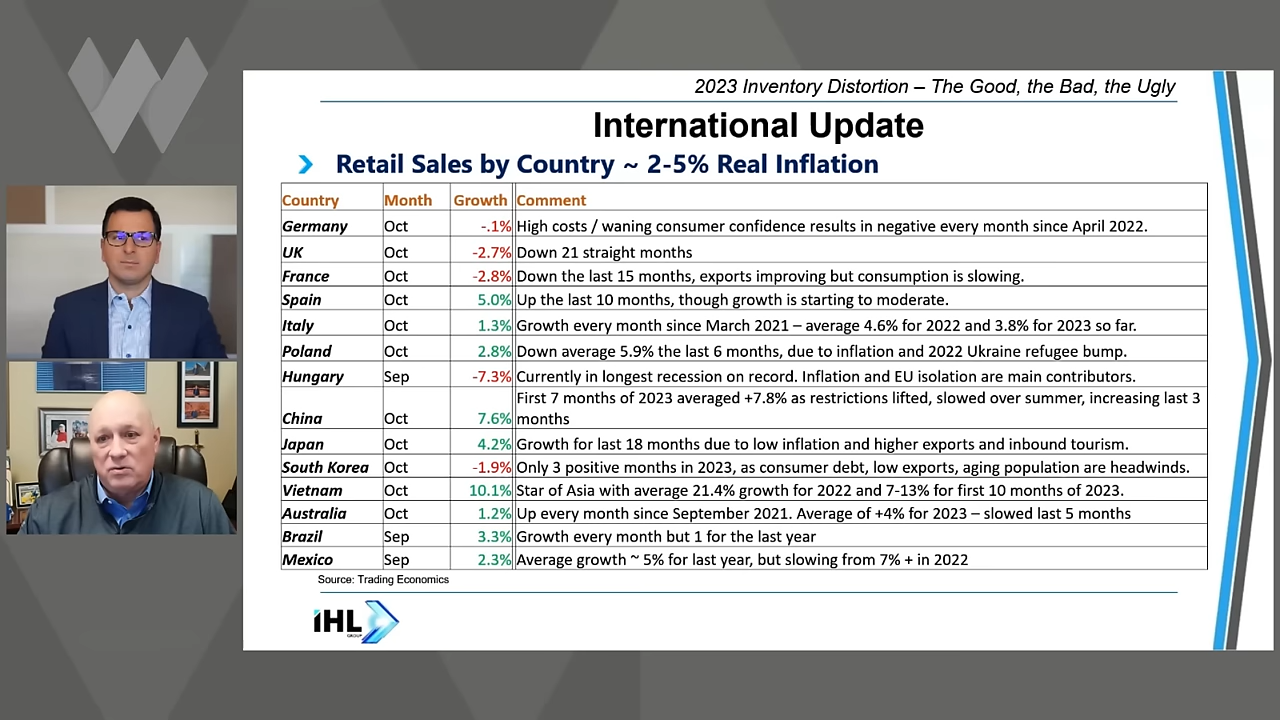 2023 Inventory Distortion – The Good, the Bad, the Ugly
International Update
Retail Sales by Country ~ 2-5% Real Inflation
Country Month Growth Comment
Germany Oct -.1% High costs / waning consumer confidence results in negative every month since April 2022.
UK Oct -2.7% Down 21 straight months
France Oct -2.8% Down the last 15 months, exports improving but consumption is slowing.
Spain Oct 5.0% Up the last 10 months, though growth is starting to moderate.
Italy Oct 1.3% Growth every month since March 2021 – average 4.6% for 2022 and 3.8% for 2023 so far.
Poland Oct 2.8% Down average 5.9% the last 6 months, due to inflation and 2022 Ukraine refugee bump.
Hungary Sep -7.3% Currently in longest recession on record. Inflation and EU isolation are main contributors.
First 7 months of 2023 averaged +7.8% as restrictions lifted, slowed over summer, increasing last 3
China Oct 7.6% months
Japan Oct 4.2% Growth for last 18 months due to low inflation and higher exports and inbound tourism.
South Korea Oct -1.9% Only 3 positive months in 2023, as consumer debt, low exports, aging population are headwinds.
Vietnam Oct 10.1% Star of Asia with average 21.4% growth for 2022 and 7-13% for first 10 months of 2023.
Australia Oct 1.2% Up every month since September 2021. Average of +4% for 2023 – slowed last 5 months
Brazil Sep 3.3% Growth every month but 1 for the last year
Mexico Sep 2.3% Average growth ~ 5% for last year, but slowing from 7% + in 2022
Source: Trading Economics
IHL
GROUP